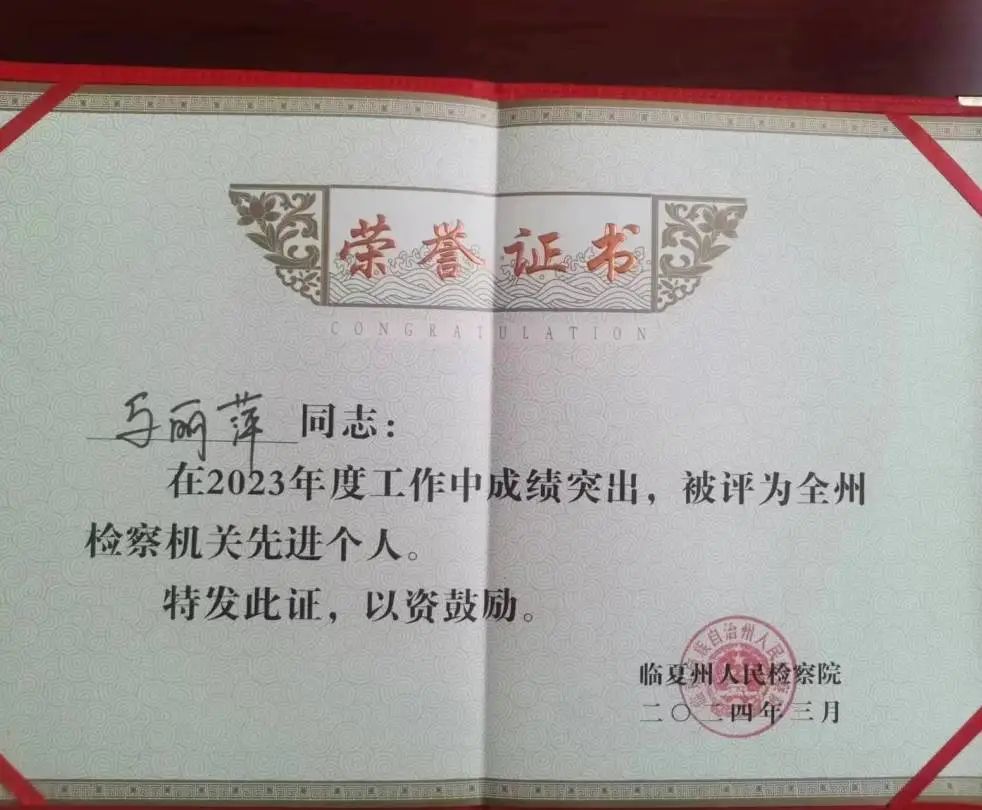 荣誉证书
CONGRATULATION
马丽萍 同志：
在2023年度工作中成绩突出，被评为全州
检察机关先进个人。
特发此证，以资鼓励。
临夏州人民检察院
二〇二四年三月